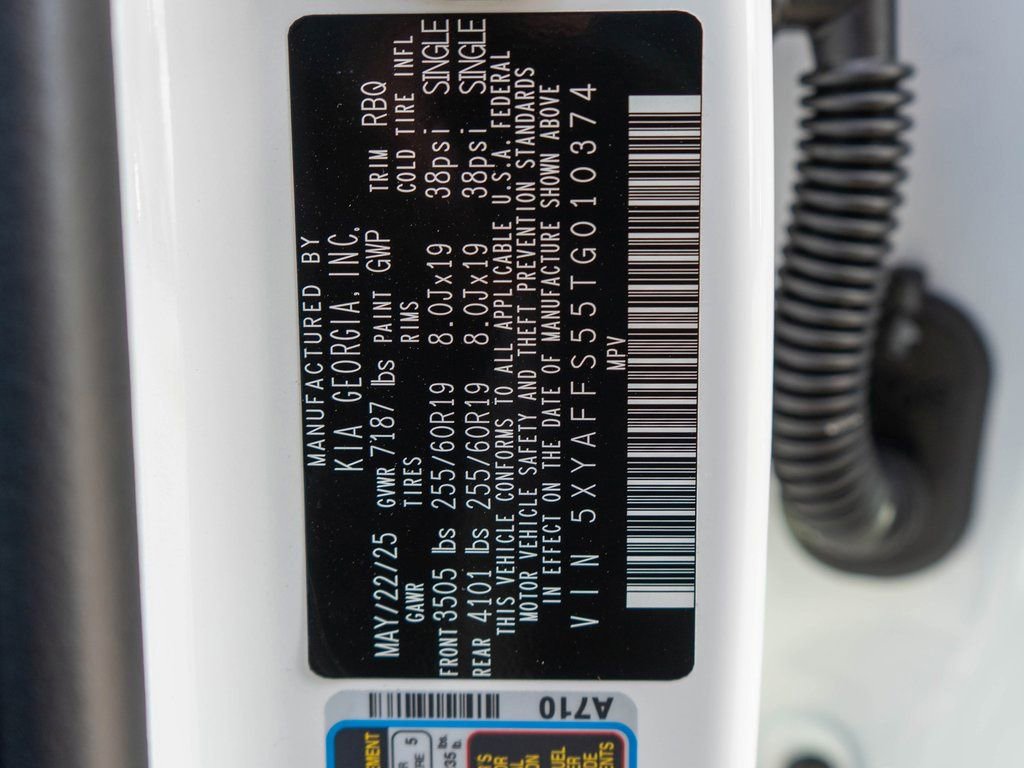 MANUFACTURED BY
KIA GEORGIA, INC.
MAY/22/25 GVWR 7187 lbs PAINT GWP TRIM RBQ
GAWR TIRES RIMS COLD TIRE INFL
FRONT 3505 lbs 255/60R19 8.0Jx19 38psi SINGLE
REAR 4101 lbs 255/60R19 8.0Jx19 38psi SINGLE
THIS VEHICLE CONFORMS TO ALL APPLICABLE U.S.A. FEDERAL
MOTOR VEHICLE SAFETY AND THEFT PREVENTION STANDARDS
IN EFFECT ON THE DATE OF MANUFACTURE SHOWN ABOVE
VIN 5XYAFFS55TG010374
MPV
A710